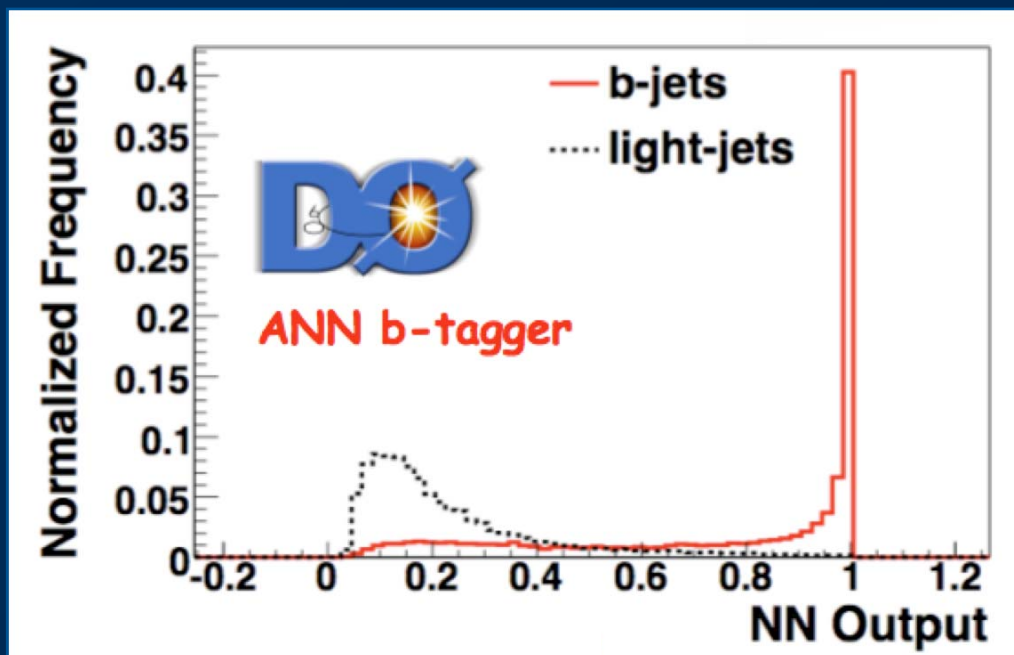 Normalized Frequency
0.4
0.35
0.3
0.25
0.2
0.15
0.1
0.05
0
b-jets
light-jets
DØ
ANN b-tagger
-0.2 0 0.2 0.4 0.6 0.8 1 1.2
NN Output